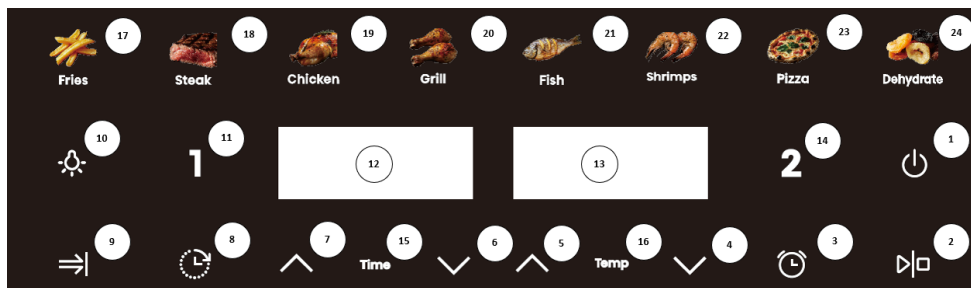 17 18 19 20 21 22 23 24
Fries Steak Chicken Grill Fish Shrimps Pizza Dehydrate
10 11 12 13 14 1
1 2
9 8 7 15 6 5 16 4 3 2
Time Temp